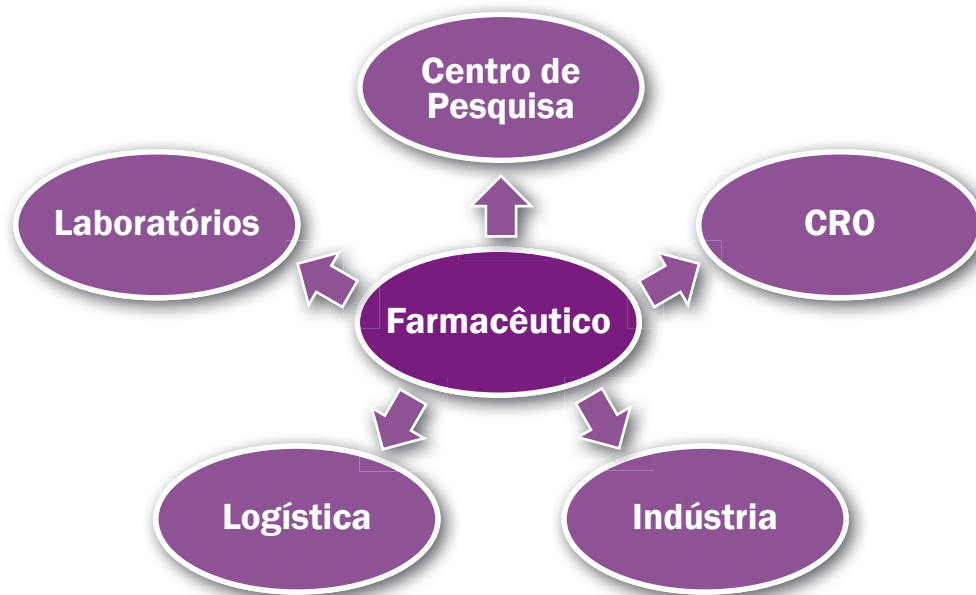 Centro de
Pesquisa
Laboratórios
CRO
Farmacêutico
Logística
Indústria